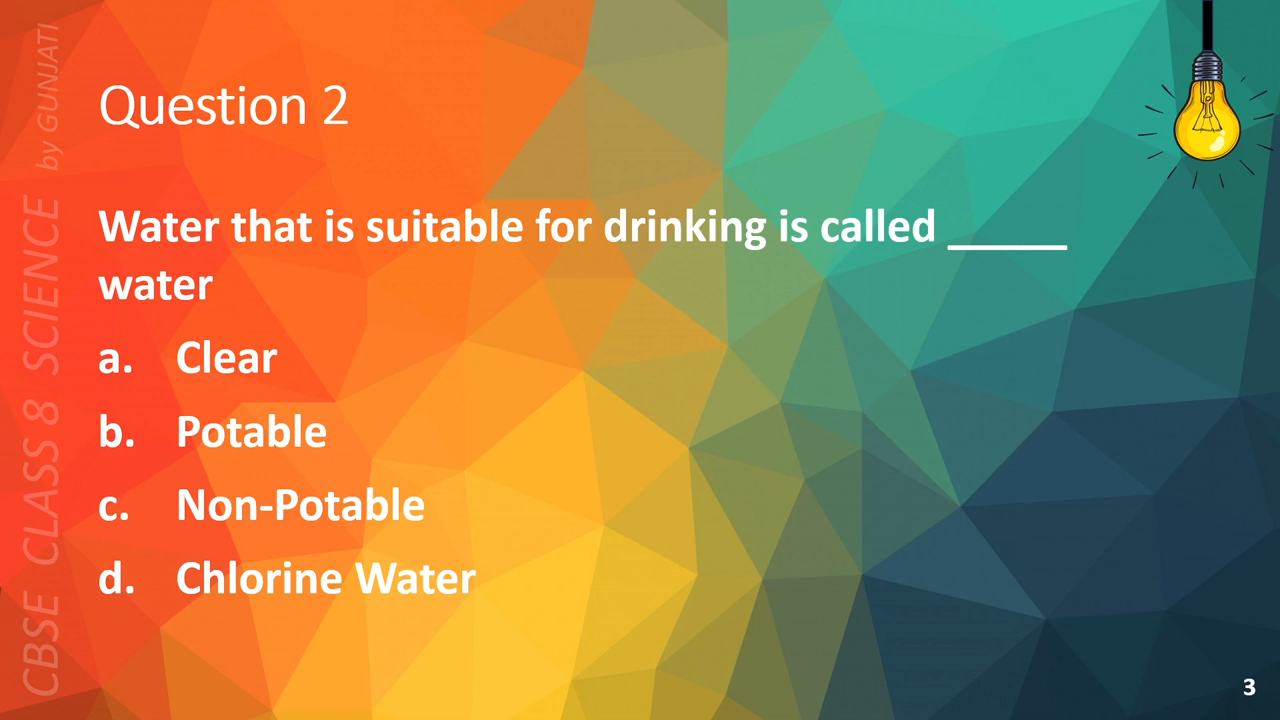 Question 2
Water that is suitable for drinking is called _____
water
a. Clear
b. Potable
c. Non-Potable
d. Chlorine Water
CBSE CLASS 8 SCIENCE by GUNJATI
3